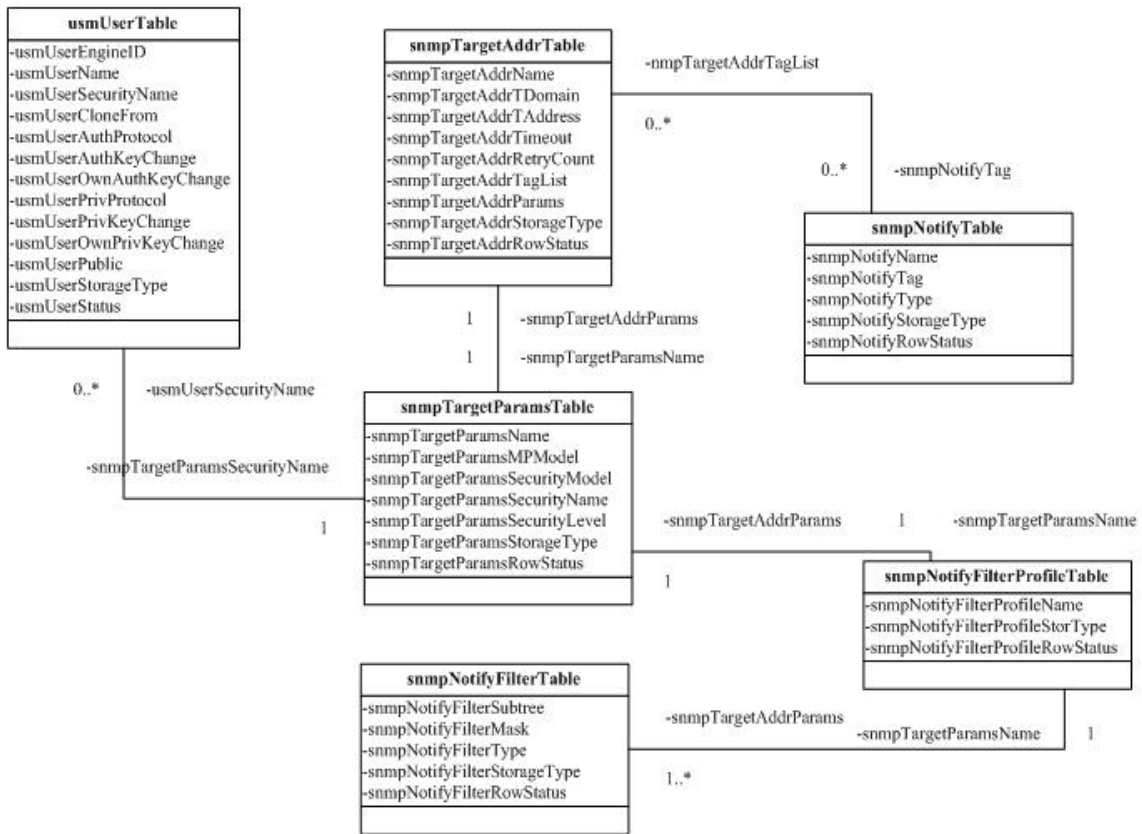 usmUserTable
-usmUserEngineID
-usmUserName
-usmUserSecurityName
-usmUserCloneFrom
-usmUserAuthProtocol
-usmUserAuthKeyChange
-usmUserOwnAuthKeyChange
-usmUserPrivProtocol
-usmUserPrivKeyChange
-usmUserOwnPrivKeyChange
-usmUserPublic
-usmUserStorageType
-usmUserStatus
snmpTargetAddrTable
-snmpTargetAddrName
-snmpTargetAddrTDomain
-snmpTargetAddrTAddress
-snmpTargetAddrTimeout
-snmpTargetAddrRetryCount
-snmpTargetAddrTagList
-snmpTargetAddrParams
-snmpTargetAddrStorageType
-snmpTargetAddrRowStatus
-nmpTargetAddrTagList
0..*
0..*
-snmpNotifyTag
snmpNotifyTable
-snmpNotifyName
-snmpNotifyTag
-snmpNotifyType
-snmpNotifyStorageType
-snmpNotifyRowStatus
1
-snmpTargetAddrParams
1
-snmpTargetParamsName
0..*
-usmUserSecurityName
-snmpTargetParamsSecurityName
1
snmpTargetParamsTable
-snmpTargetParamsName
-snmpTargetParamsMPModel
-snmpTargetParamsSecurityModel
-snmpTargetParamsSecurityName
-snmpTargetParamsSecurityLevel
-snmpTargetParamsStorageType
-snmpTargetParamsRowStatus
-snmpTargetAddrParams
1
-snmpTargetParamsName
1
snmpNotifyFilterProfileTable
-snmpNotifyFilterProfileName
-snmpNotifyFilterProfileStorType
-snmpNotifyFilterProfileRowStatus
snmpNotifyFilterTable
-snmpNotifyFilterSubtree
-snmpNotifyFilterMask
-snmpNotifyFilterType
-snmpNotifyFilterStorageType
-snmpNotifyFilterRowStatus
-snmpTargetAddrParams
-snmpTargetParamsName
1
1..*